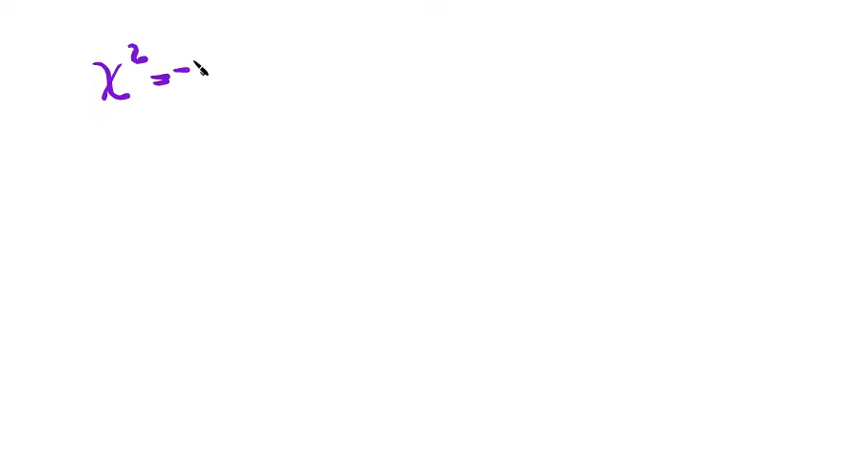 x² = -